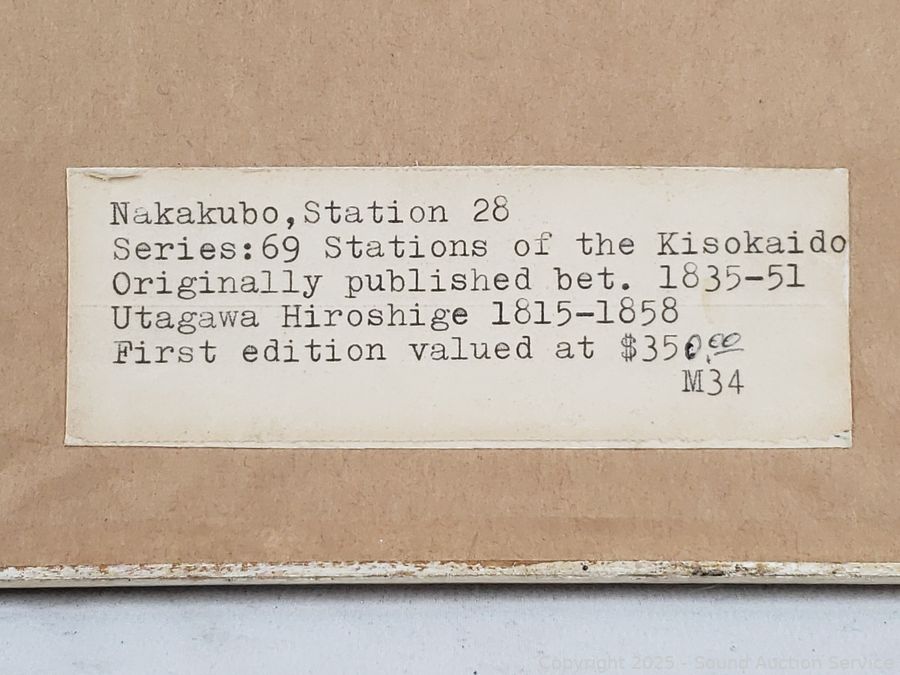 Nakakubo,Station 28
Series:69 Stations of the Kisokaido
Originally published bet. 1835-51
Utagawa Hiroshige 1815-1858
First edition valued at $350.00
M34
Copyright 2025 - Sound Auction Service